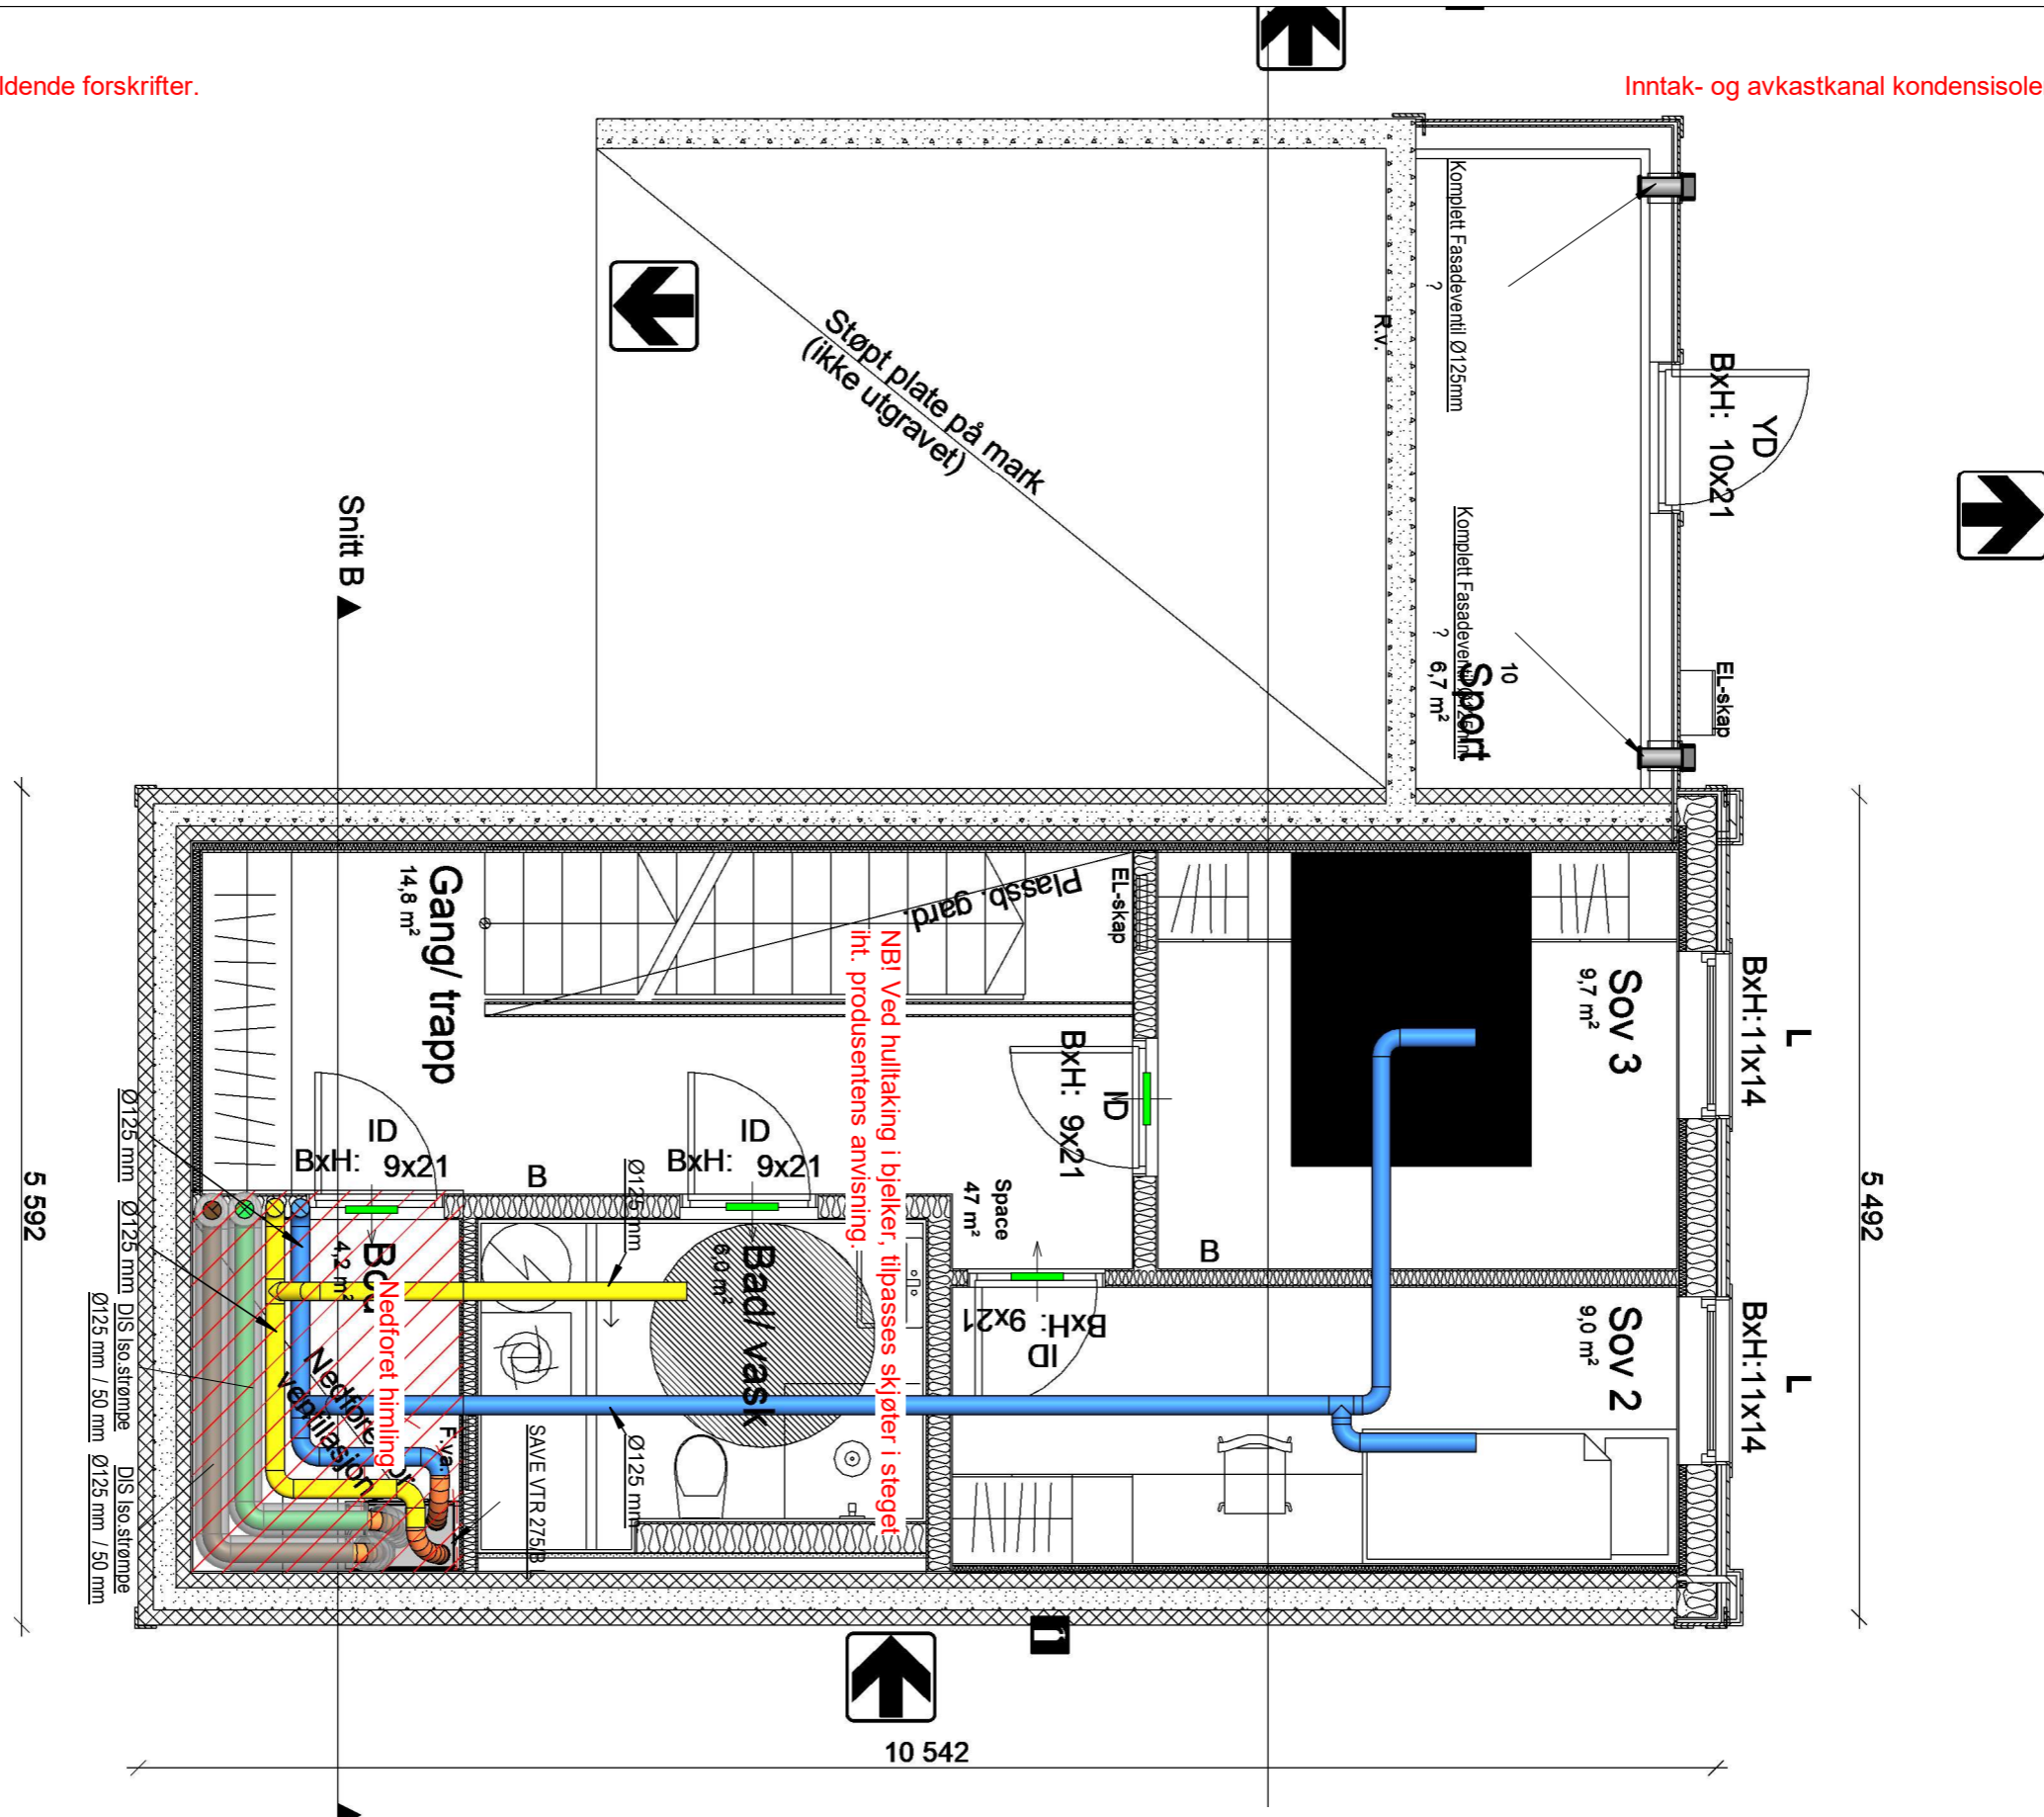 ldende forskrifter.
Inntak- og avkastkanal kondensisole
Komplett Fasadeventil Ø125mm
?
R.v.
Støpt plate på mark
(ikke utgravet)
YD
BxH: 10x21
Komplett Fasadeventil Ø125mm
?
10
Sport
6,7 m²
EL-skap
Snitt B
Gang/ trapp
14,8 m²
Plassb. gard.
EL-skap
NB! Ved hulltaking i bjelker, tilpasses skjøter i steget
iht. produsentens anvisning.
Sov 3
9,7 m²
L
BxH:11x14
ID
BxH: 9x21
ID
BxH: 9x21
ID
BxH: 9x21
B
Ø125 mm
Space
47 m²
B
5 592
5 492
Ø125 mm
Ø125 mm
DIS Iso.strømpe
Ø125 mm / 50 mm
DIS Iso.strømpe
Ø125 mm / 50 mm
Bod
4,2 m²
Nedforet himling
Nedforet for
ventilasjon
F.v.a.
Bad/ vask
6,0 m²
SAVE VTR 275/B
Ø125 mm
ID
BxH: 9x21
Sov 2
9,0 m²
L
BxH:11x14
10 542